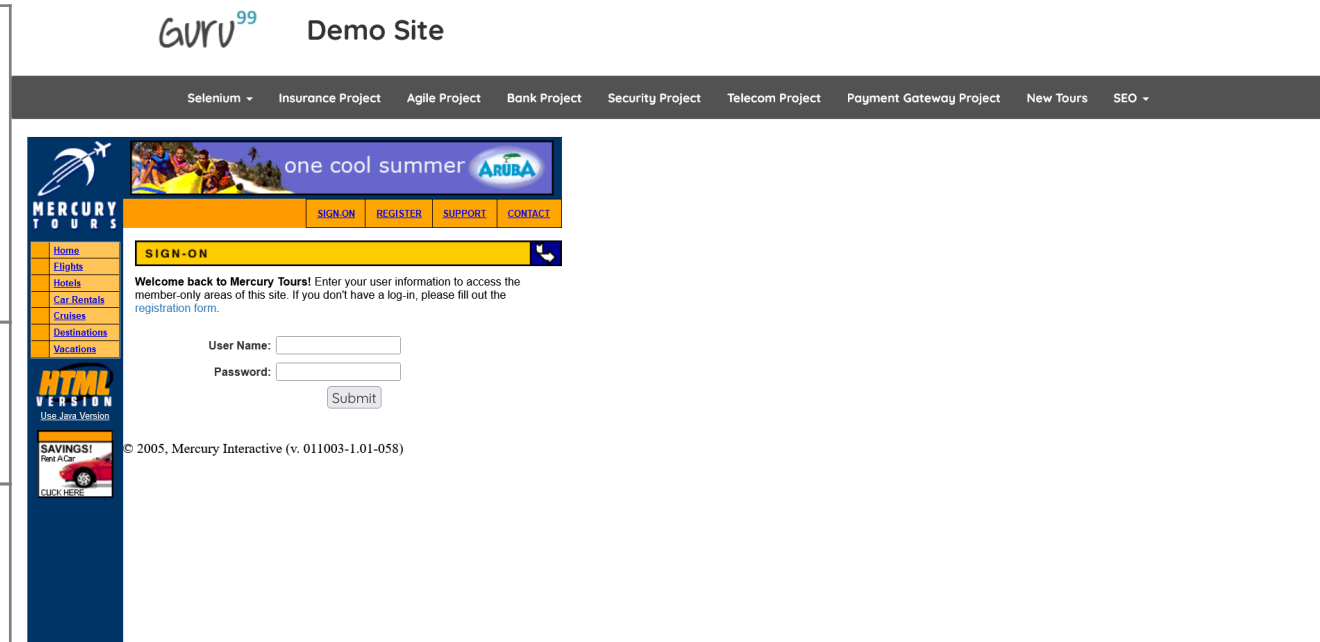 Guru99 Demo Site
Selenium Insurance Project Agile Project Bank Project Security Project Telecom Project Payment Gateway Project New Tours SEO
one cool summer ARUBA
MERCURY
TOURS
SIGN-ON REGISTER SUPPORT CONTACT
Home
Flights
Hotels
Car Rentals
Cruises
Destinations
Vacations
HTML
VERSION
Use Java Version
SAVINGS!
Rent A Car
CLICK HERE
SIGN-ON
Welcome back to Mercury Tours! Enter your user information to access the
member-only areas of this site. If you don't have a log-in, please fill out the
registration form.
User Name:
Password:
Submit
© 2005, Mercury Interactive (v. 011003-1.01-058)